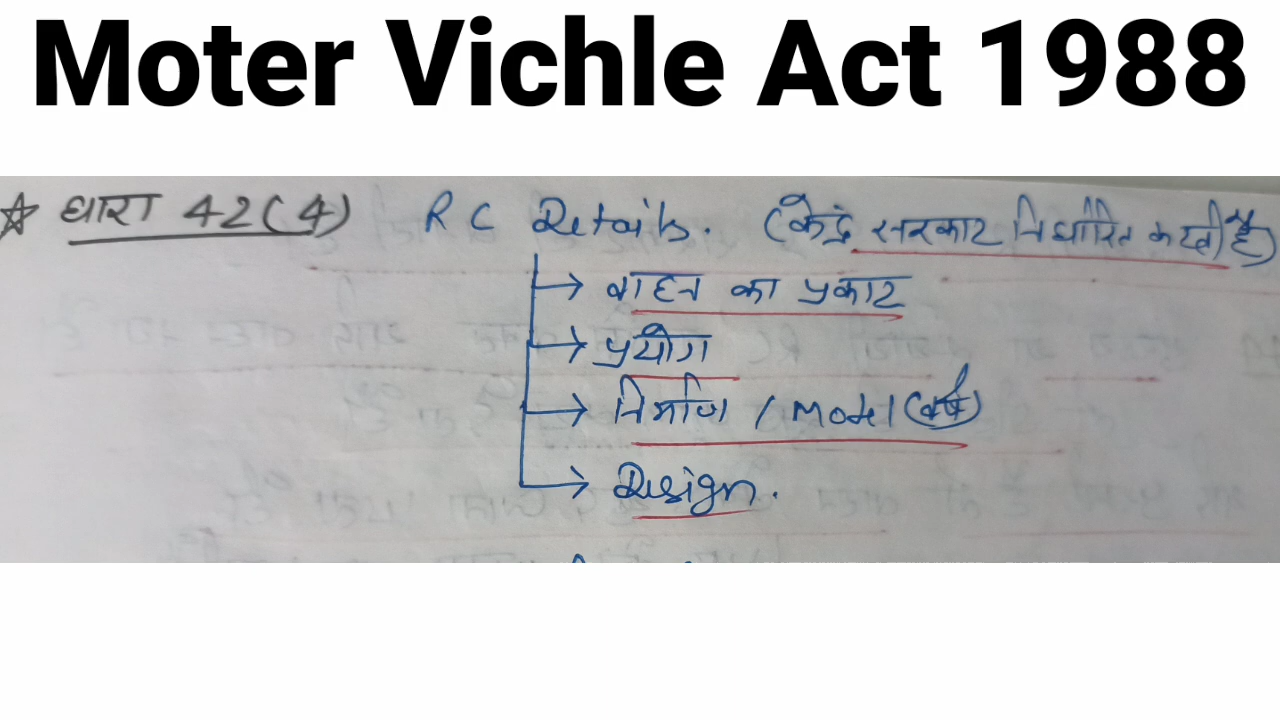 Moter Vichle Act 1988
☆ धारा 42(4) RC Details. (केंद्र सरकार निर्धारित करती है)
→ वाहन का प्रकार
→ प्रयोग
→ निर्माण / Model (वर्ष)
→ Design.